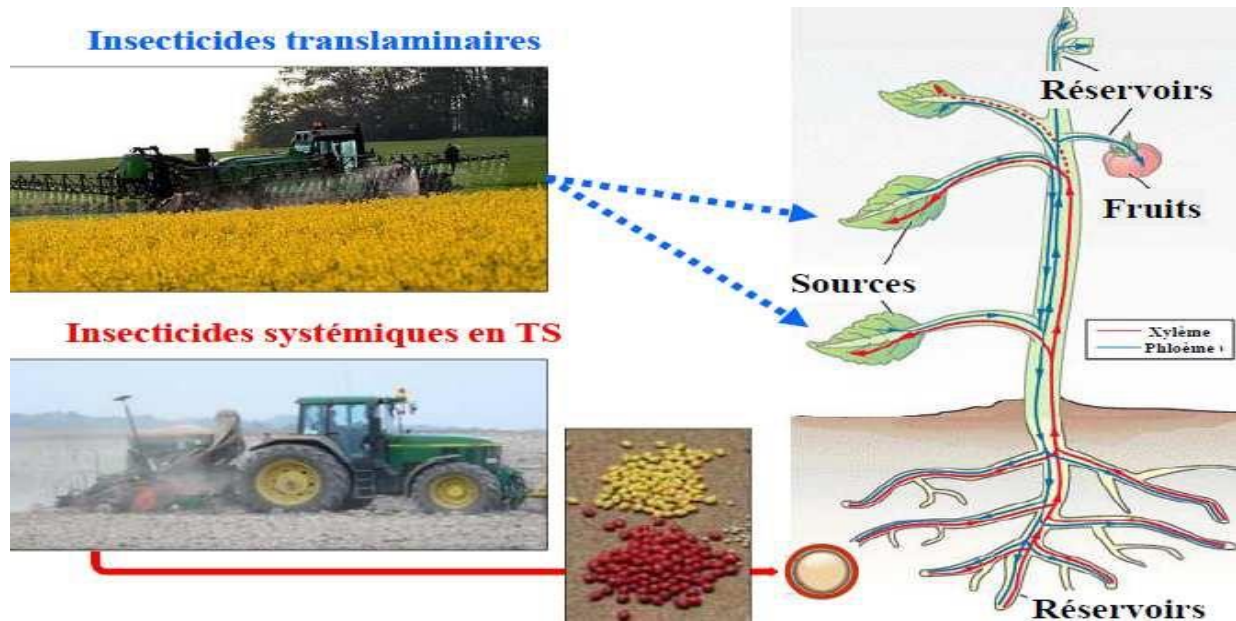 Insecticides translaminaires
Réservoirs
Fruits
Sources
Insecticides systémiques en TS
Xylème
Phloème
Réservoirs